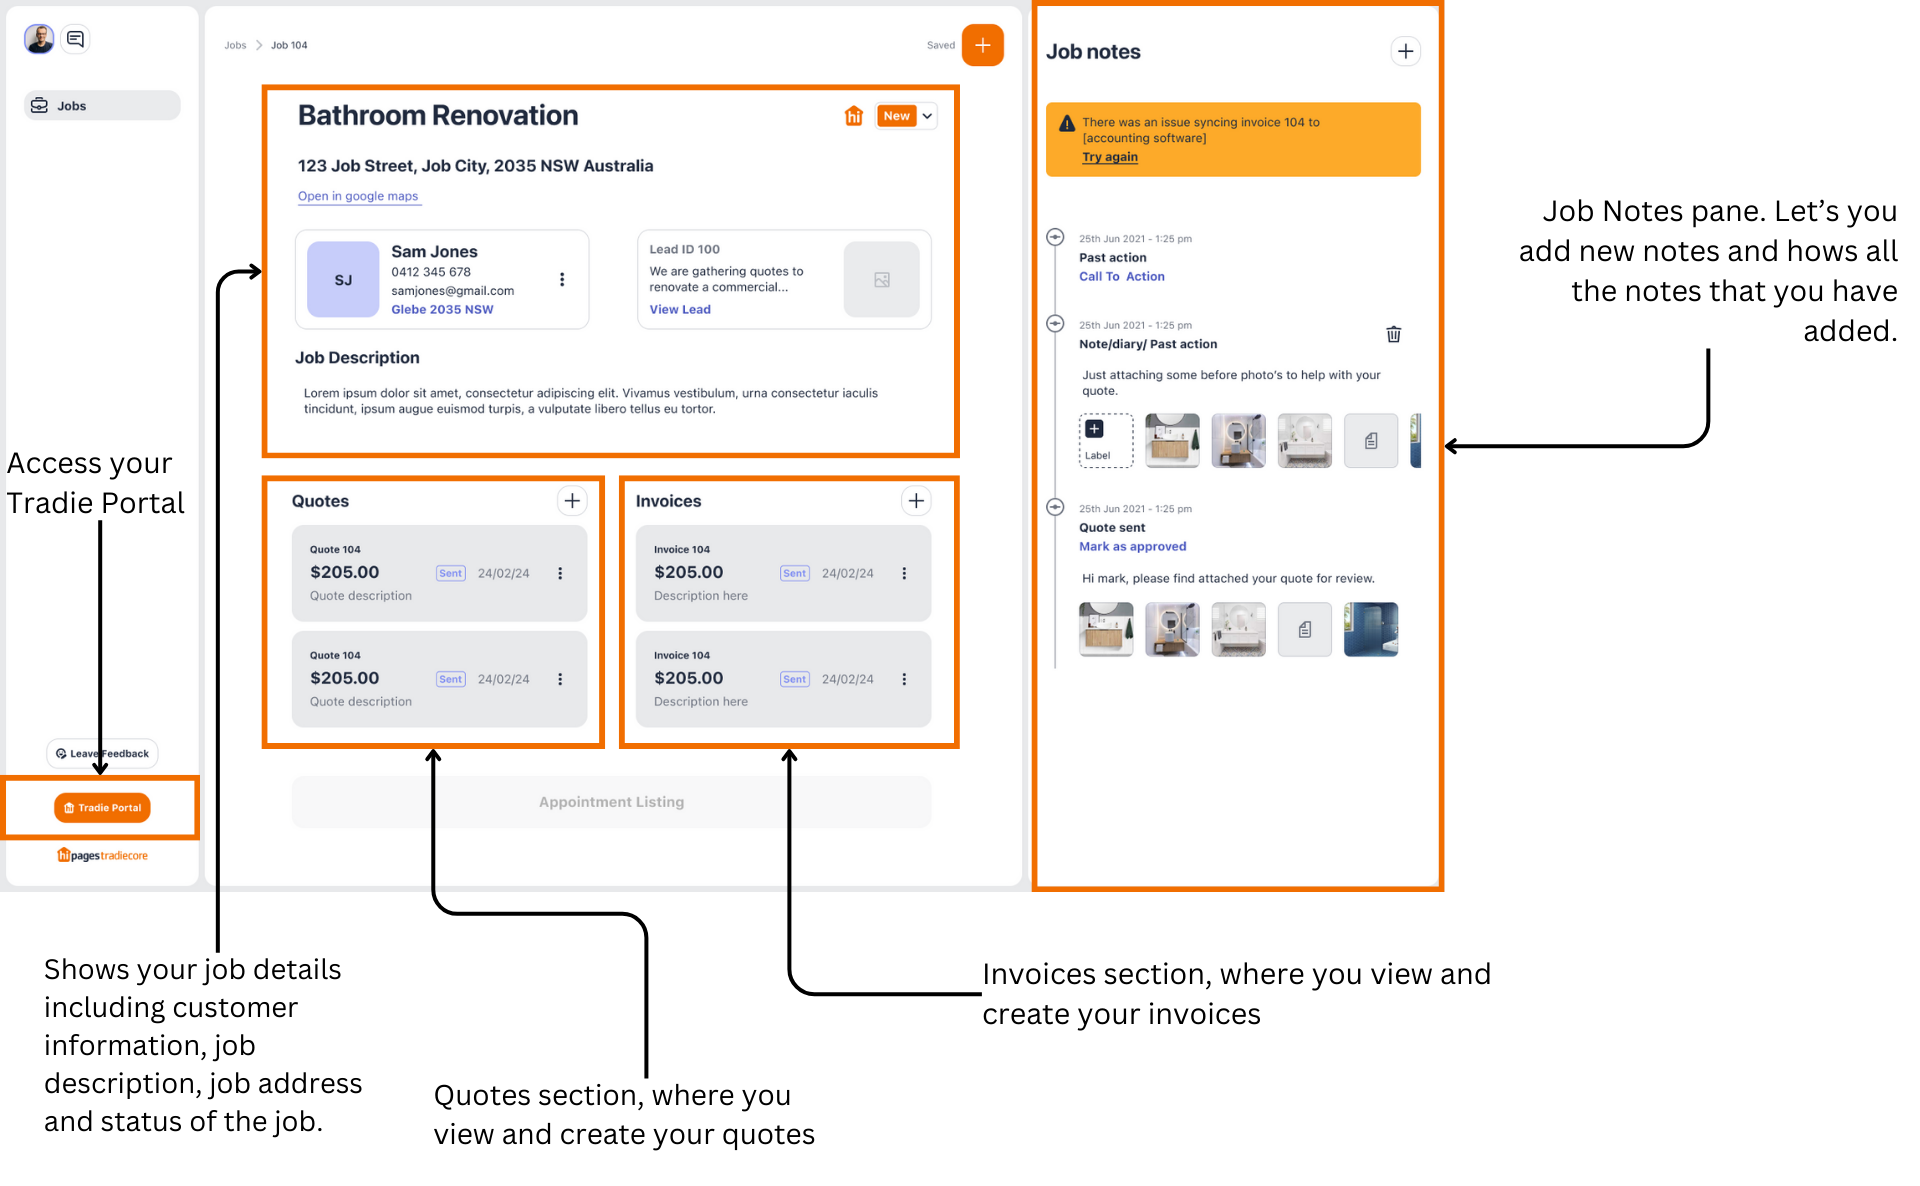 Jobs
Jobs > Job 104
Saved
Bathroom Renovation
hi
New
123 Job Street, Job City, 2035 NSW Australia
Open in google maps
SJ
Sam Jones
0412 345 678
samjones@gmail.com
Glebe 2035 NSW
Lead ID 100
We are gathering quotes to
renovate a commercial...
View Lead
Job Description
Lorem ipsum dolor sit amet, consectetur adipiscing elit. Vivamus vestibulum, urna consectetur iaculis
tincidunt, ipsum augue euismod turpis, a vulputate libero tellus eu tortor.
Quotes
Quote 104
$205.00 Sent 24/02/24
Quote description
Quote 104
$205.00 Sent 24/02/24
Quote description
Invoices
Invoice 104
$205.00 Sent 24/02/24
Description here
Invoice 104
$205.00 Sent 24/02/24
Description here
Appointment Listing
Job notes
There was an issue syncing invoice 104 to
[accounting software]
Try again
25th Jun 2021 - 1:25 pm
Past action
Call To Action
25th Jun 2021 - 1:25 pm
Note/diary/ Past action
Just attaching some before photo's to help with your
quote.
Label
25th Jun 2021 - 1:25 pm
Quote sent
Mark as approved
Hi mark, please find attached your quote for review.
Job Notes pane. Let's you
add new notes and hows all
the notes that you have
added.
Access your
Tradie Portal
Leave Feedback
hi Tradie Portal
hipages tradiecore
Shows your job details
including customer
information, job
description, job address
and status of the job.
Quotes section, where you
view and create your quotes
Invoices section, where you view and
create your invoices